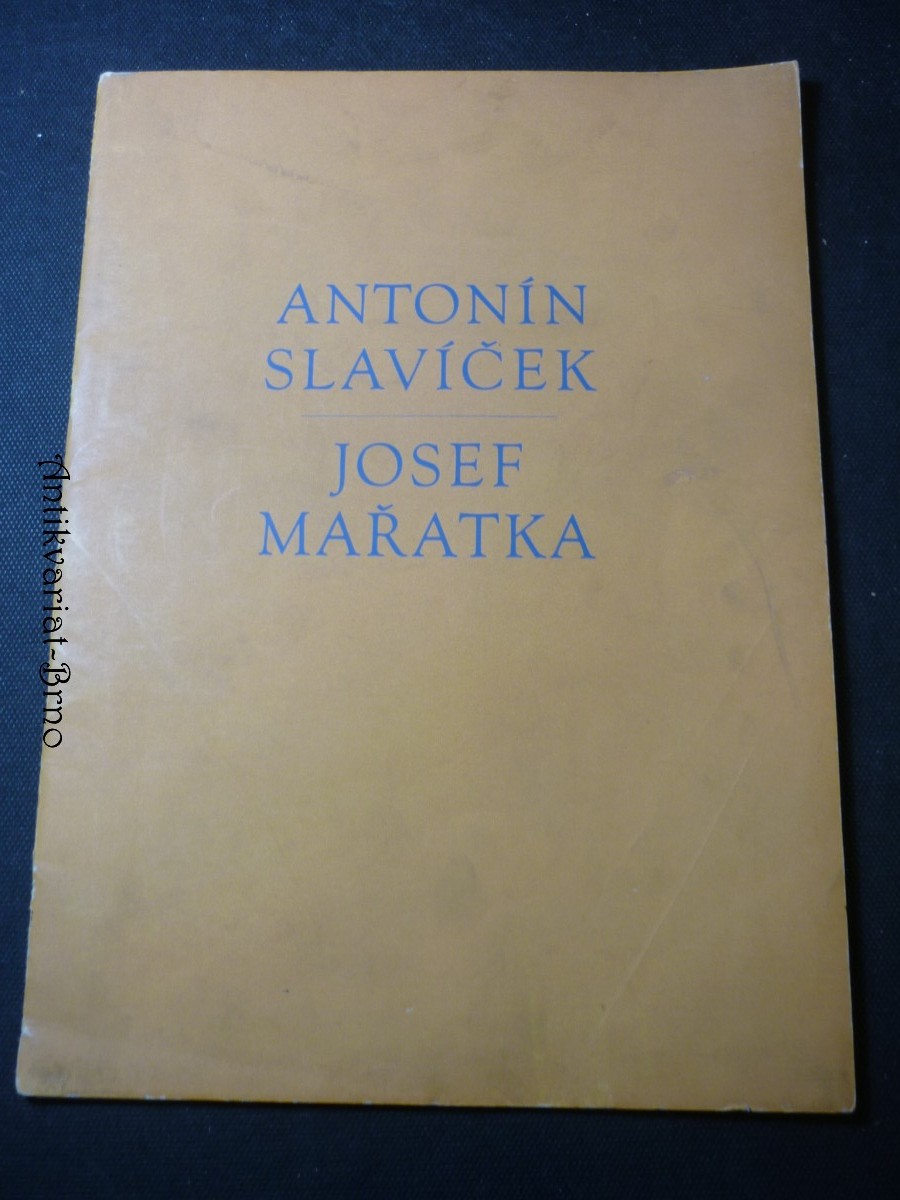 ANTONÍN
SLAVÍČEK
JOSEF
MAŘATKA
Antikvariat-Brno